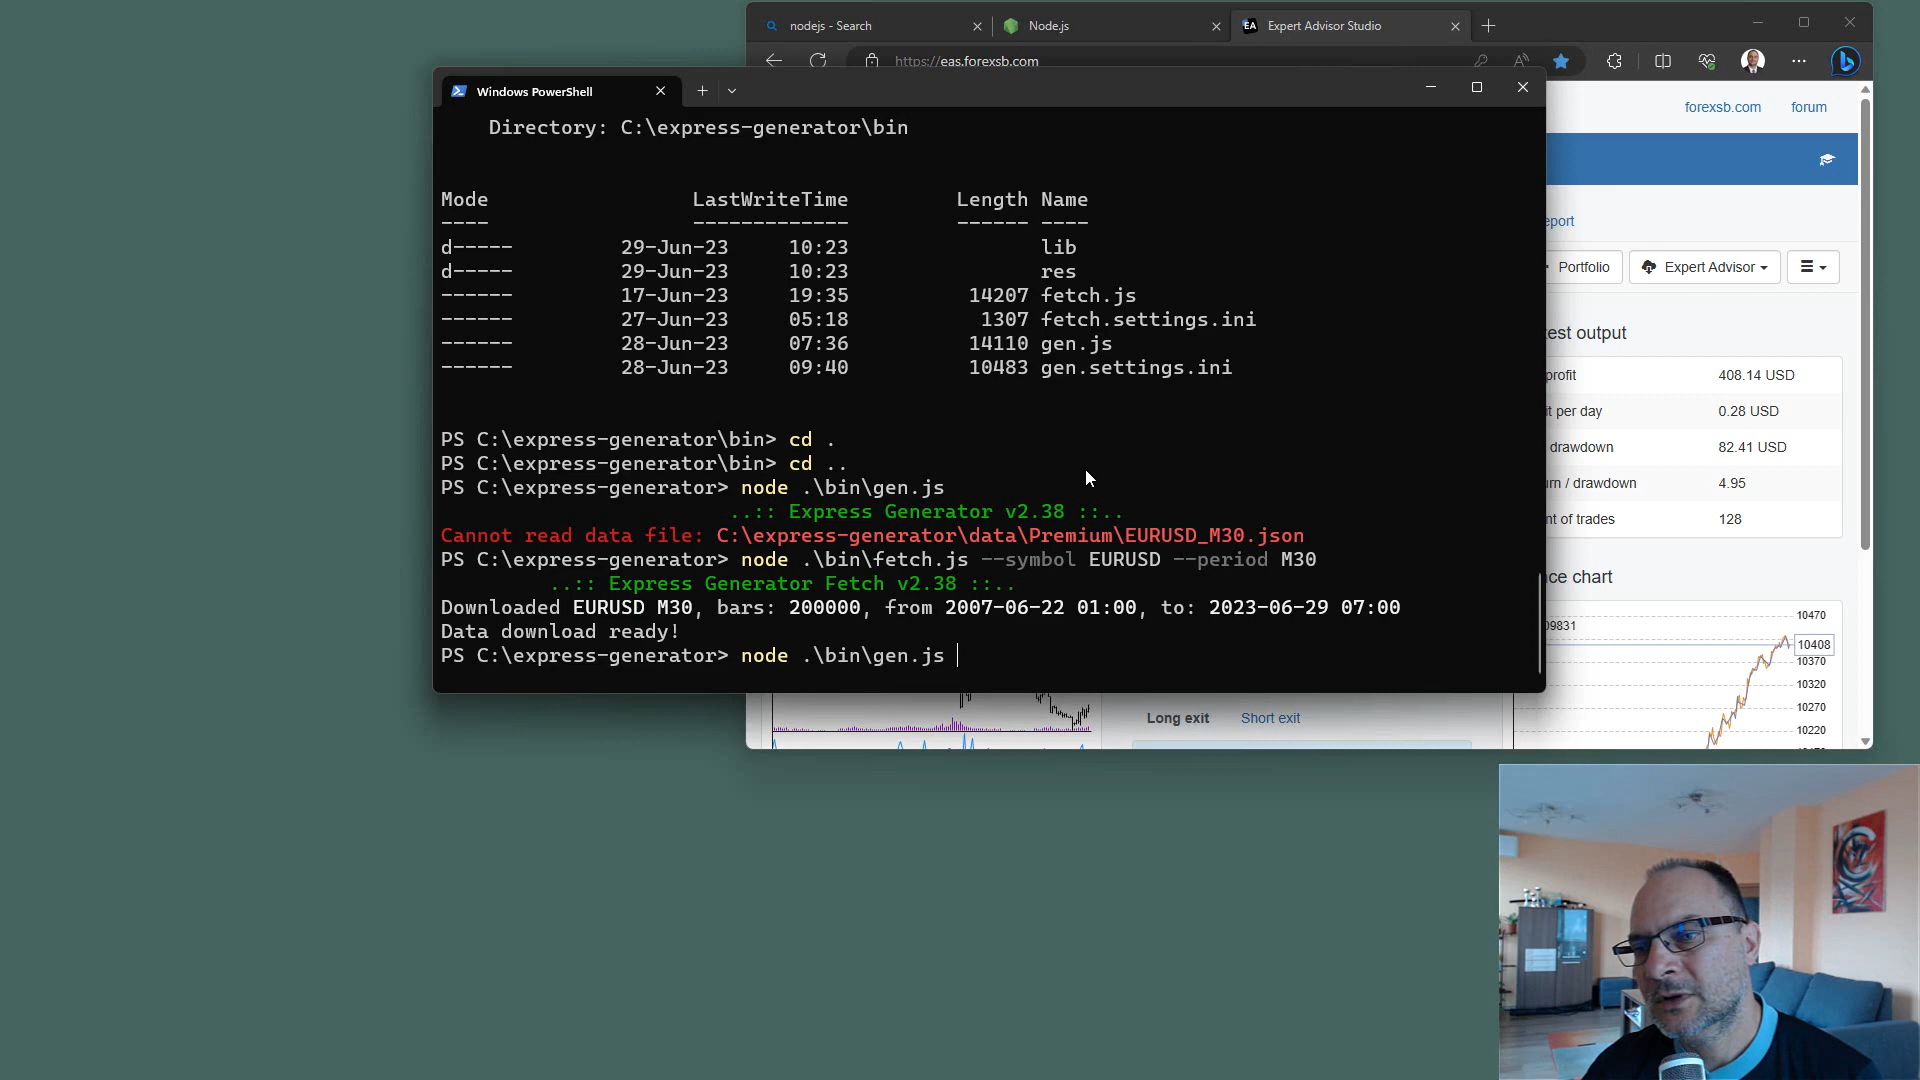 nodejs - Search
Node.js
Expert Advisor Studio
https://eas.forexsb.com
Windows PowerShell
forexsb.com forum
Directory: C:\express-generator\bin
Mode LastWriteTime Length Name
---- ------------- ------ ----
d----- 29-Jun-23 10:23 lib
d----- 29-Jun-23 10:23 res
------ 17-Jun-23 19:35 14207 fetch.js
------ 27-Jun-23 05:18 1307 fetch.settings.ini
------ 28-Jun-23 07:36 14110 gen.js
------ 28-Jun-23 09:40 10483 gen.settings.ini
PS C:\express-generator\bin> cd .
PS C:\express-generator\bin> cd ..
PS C:\express-generator> node .\bin\gen.js
..:: Express Generator v2.38 ::..
Cannot read data file: C:\express-generator\data\Premium\EURUSD_M30.json
PS C:\express-generator> node .\bin\fetch.js --symbol EURUSD --period M30
..:: Express Generator Fetch v2.38 ::..
Downloaded EURUSD M30, bars: 200000, from 2007-06-22 01:00, to: 2023-06-29 07:00
Data download ready!
PS C:\express-generator> node .\bin\gen.js
eport
Portfolio Expert Advisor
test output
profit 408.14 USD
it per day 0.28 USD
drawdown 82.41 USD
urn / drawdown 4.95
nt of trades 128
nce chart
09831
10470
10408
10370
10320
10270
10220
Long exit Short exit